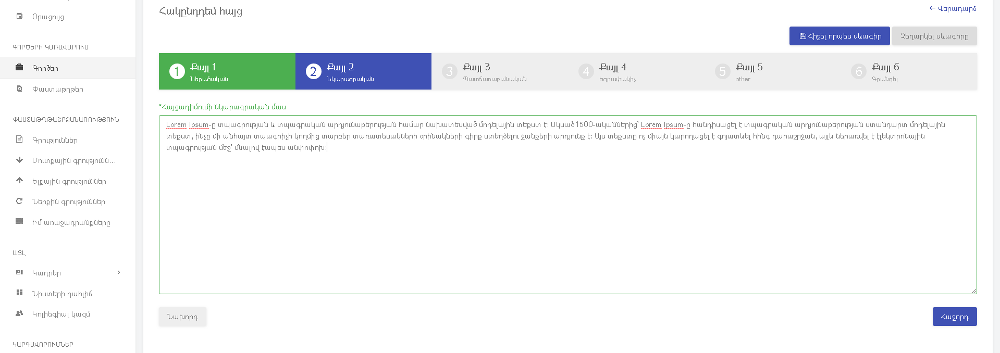 Օրացույց
ԳՈՐԾԵՐԻ ԿԱՌԱՎԱՐՈՒՄ
Գործեր
Փաստաթղթեր
ՓԱՍՏԱԹՂԹԱՇՐՋԱՆԱՌՈՒԹՅՈՒՆ
Գրություններ
Մուտքային գրությունն...
Ելքային գրություններ
Ներքին գրություններ
Իմ առաջադրանքները
ԱՅԼ
Կադրեր
Նիստերի դահլիճ
Կոլիեգիալ կազմ
ԿԱՐԳԱՎՈՐՈՒՄՆԵՐ
Հակընդդեմ հայց
← Վերադարձ
Հիշել որպես սևագիր
Չեղարկել սևագիրը
1 Քայլ 1
Ներածական
2 Քայլ 2
Նկարագրական
3 Քայլ 3
Պատճառաբանական
4 Քայլ 4
Եզրափակիչ
5 Քայլ 5
other
6 Քայլ 6
Գրանցել
*Հայցադիմումի նկարագրական մաս
Lorem Ipsum-ը տպագրության և տպագրական արդյունաբերության համար նախատեսված մոդելային տեքստ է: Սկսած 1500-ականներից՝ Lorem Ipsum-ը հանդիսացել է տպագրական արդյունաբերության ստանդարտ մոդելային
տեքստ, ինչը մի անհայտ տպագրիչի կողմից տարբեր տառատեսակների օրինակների գիրք ստեղծելու ջանքերի արդյունք է: Այս տեքստը ոչ միայն կարողացել է գոյատևել հինգ դարաշրջան, այլև ներառվել է էլեկտրոնային
տպագրության մեջ՝ մնալով էապես անփոփոխ:
Նախորդ
Հաջորդ